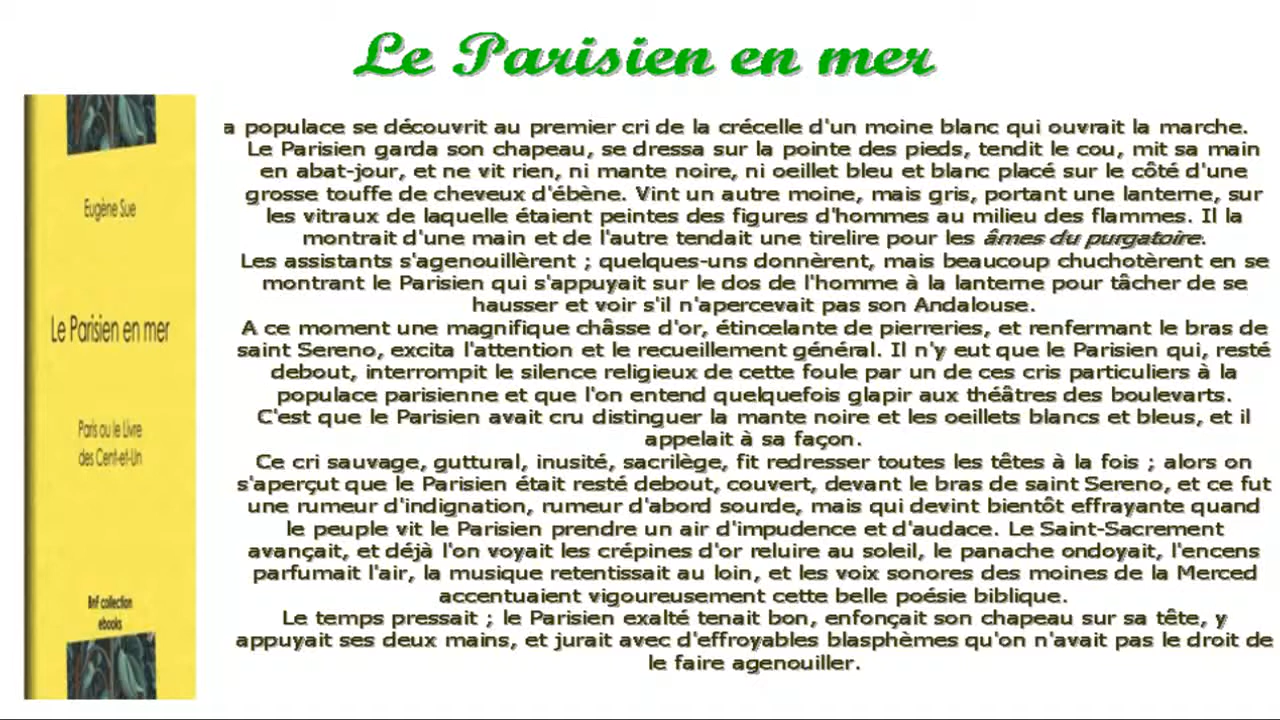 Le Parisien en mer
Eugène Sue
Le Parisien en mer
Paris ou le Livre
des Cent-et-Un
BnF collection
ebooks
a populace se découvrit au premier cri de la crécelle d'un moine blanc qui ouvrait la marche.
Le Parisien garda son chapeau, se dressa sur la pointe des pieds, tendit le cou, mit sa main
en abat-jour, et ne vit rien, ni mante noire, ni oeillet bleu et blanc placé sur le côté d'une
grosse touffe de cheveux d'ébène. Vint un autre moine, mais gris, portant une lanterne, sur
les vitraux de laquelle étaient peintes des figures d'hommes au milieu des flammes. Il la
montrait d'une main et de l'autre tendait une tirelire pour les âmes du purgatoire.
Les assistants s'agenouillèrent ; quelques-uns donnèrent, mais beaucoup chuchotèrent en se
montrant le Parisien qui s'appuyait sur le dos de l'homme à la lanterne pour tâcher de se
hausser et voir s'il n'apercevait pas son Andalouse.
A ce moment une magnifique châsse d'or, étincelante de pierreries, et renfermant le bras de
saint Sereno, excita l'attention et le recueillement général. Il n'y eut que le Parisien qui, resté
debout, interrompit le silence religieux de cette foule par un de ces cris particuliers à la
populace parisienne et que l'on entend quelquefois glapir aux théâtres des boulevarts.
C'est que le Parisien avait cru distinguer la mante noire et les oeillets blancs et bleus, et il
appelait à sa façon.
Ce cri sauvage, guttural, inusité, sacrilège, fit redresser toutes les têtes à la fois ; alors on
s'aperçut que le Parisien était resté debout, couvert, devant le bras de saint Sereno, et ce fut
une rumeur d'indignation, rumeur d'abord sourde, mais qui devint bientôt effrayante quand
le peuple vit le Parisien prendre un air d'impudence et d'audace. Le Saint-Sacrement
avançait, et déjà l'on voyait les crépines d'or reluire au soleil, le panache ondoyait, l'encens
parfumait l'air, la musique retentissait au loin, et les voix sonores des moines de la Merced
accentuaient vigoureusement cette belle poésie biblique.
Le temps pressait ; le Parisien exalté tenait bon, enfonçait son chapeau sur sa tête, y
appuyait ses deux mains, et jurait avec d'effroyables blasphèmes qu'on n'avait pas le droit de
le faire agenouiller.